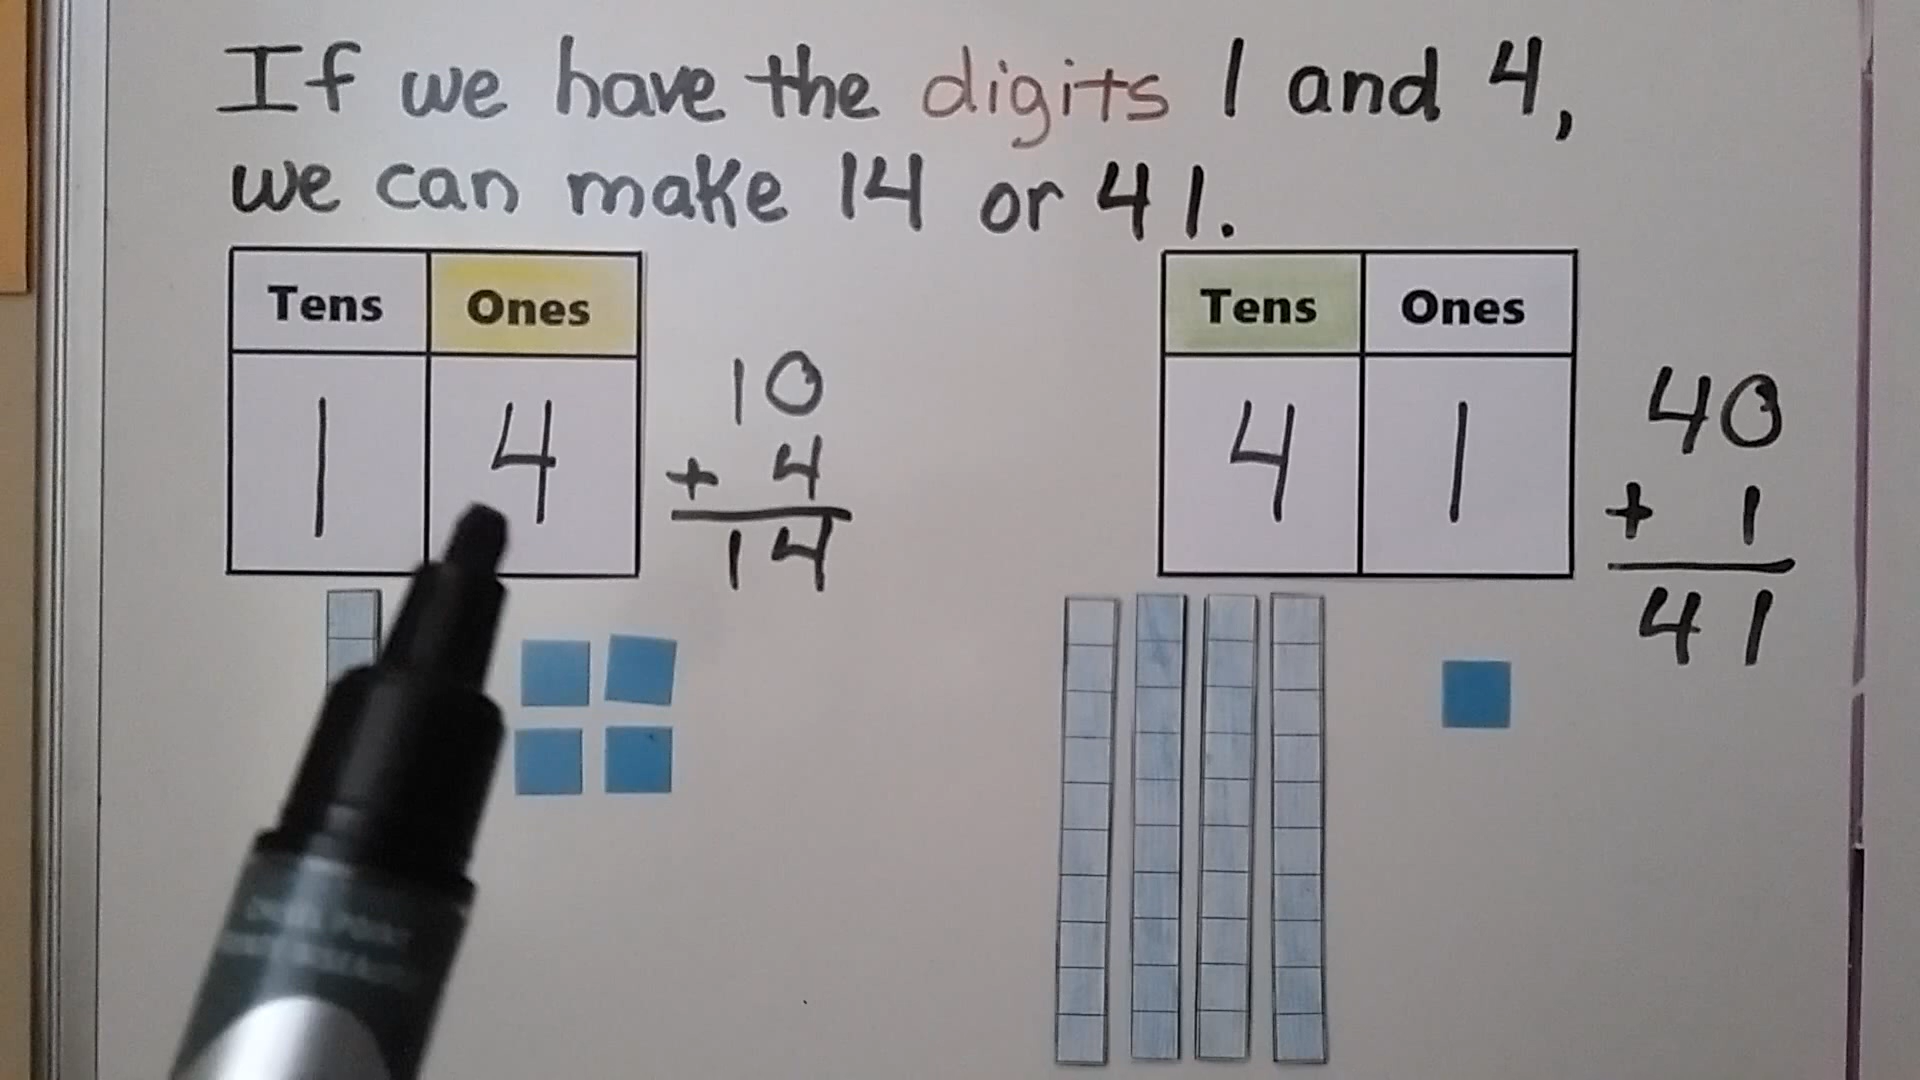 If we have the digits 1 and 4,
we can make 14 or 41.
Tens Ones
1 4
10
+ 4
14
Tens Ones
4 1
40
+ 1
41